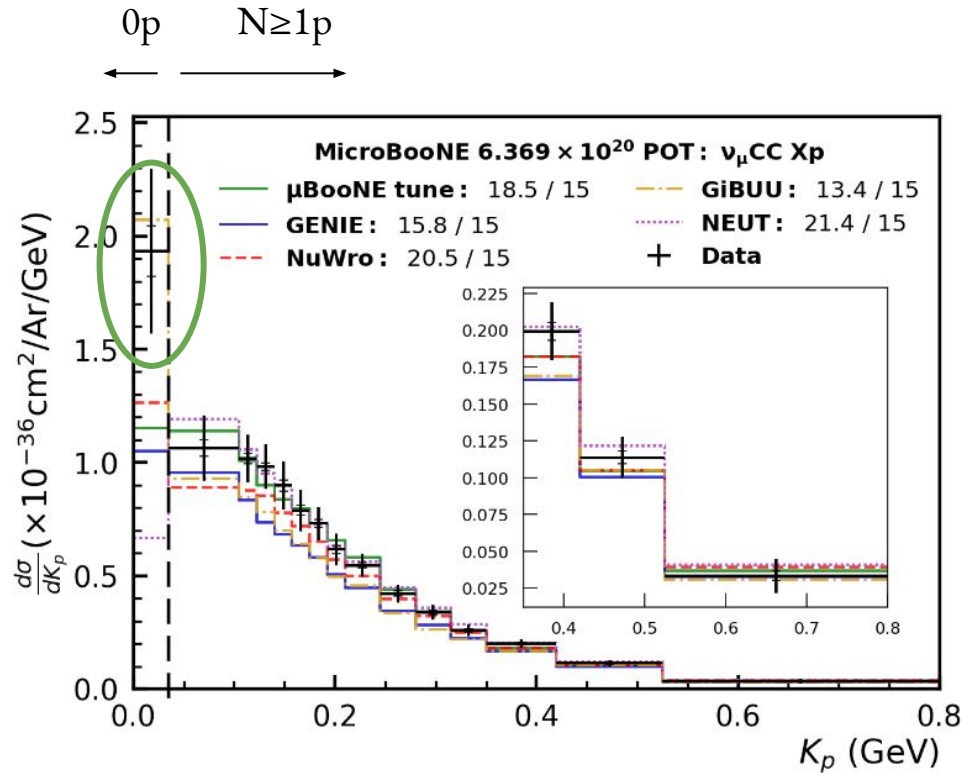 0p N≥1p
MicroBooNE 6.369 × 10²⁰ POT: νμCC Xp
μBooNE tune: 18.5 / 15 GiBUU: 13.4 / 15
GENIE: 15.8 / 15 NEUT: 21.4 / 15
NuWro: 20.5 / 15 Data
2.5
2.0
1.5
1.0
0.5
0.0
dσ/dKₚ (×10⁻³⁶cm²/Ar/GeV)
0.225
0.200
0.175
0.150
0.125
0.100
0.075
0.050
0.025
0.4 0.5 0.6 0.7 0.8
0.0 0.2 0.4 0.6 0.8
Kₚ (GeV)